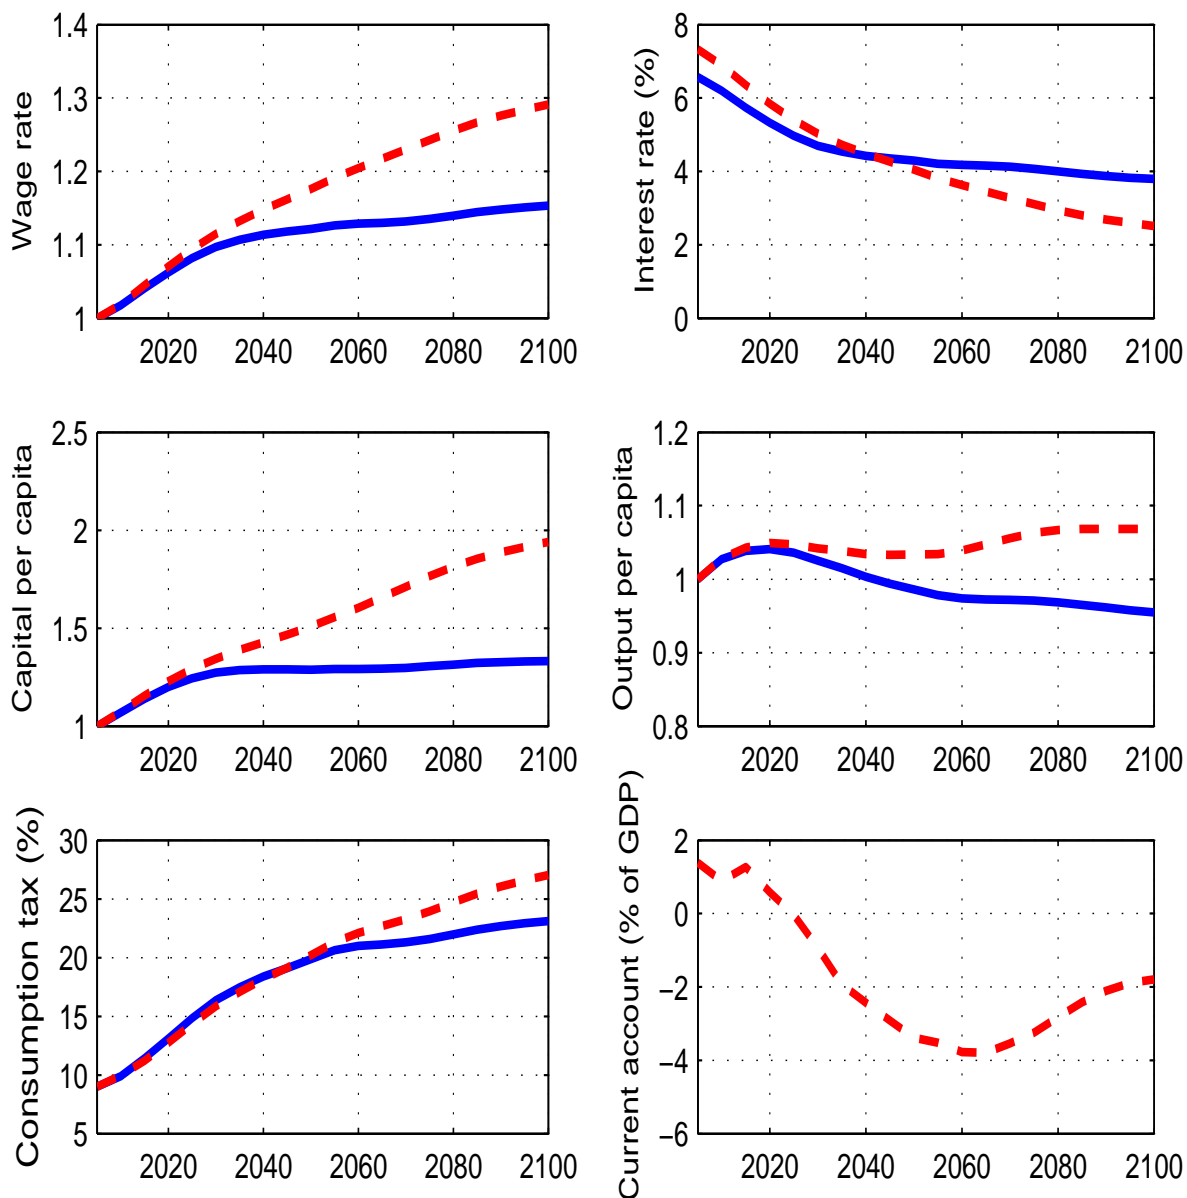 Wage rate
1.4
1.3
1.2
1.1
1
2020 2040 2060 2080 2100
Interest rate (%)
8
6
4
2
0
2020 2040 2060 2080 2100
Capital per capita
2.5
2
1.5
1
2020 2040 2060 2080 2100
Output per capita
1.2
1.1
1
0.9
0.8
2020 2040 2060 2080 2100
Consumption tax (%)
30
25
20
15
10
5
2020 2040 2060 2080 2100
Current account (% of GDP)
2
0
−2
−4
−6
2020 2040 2060 2080 2100